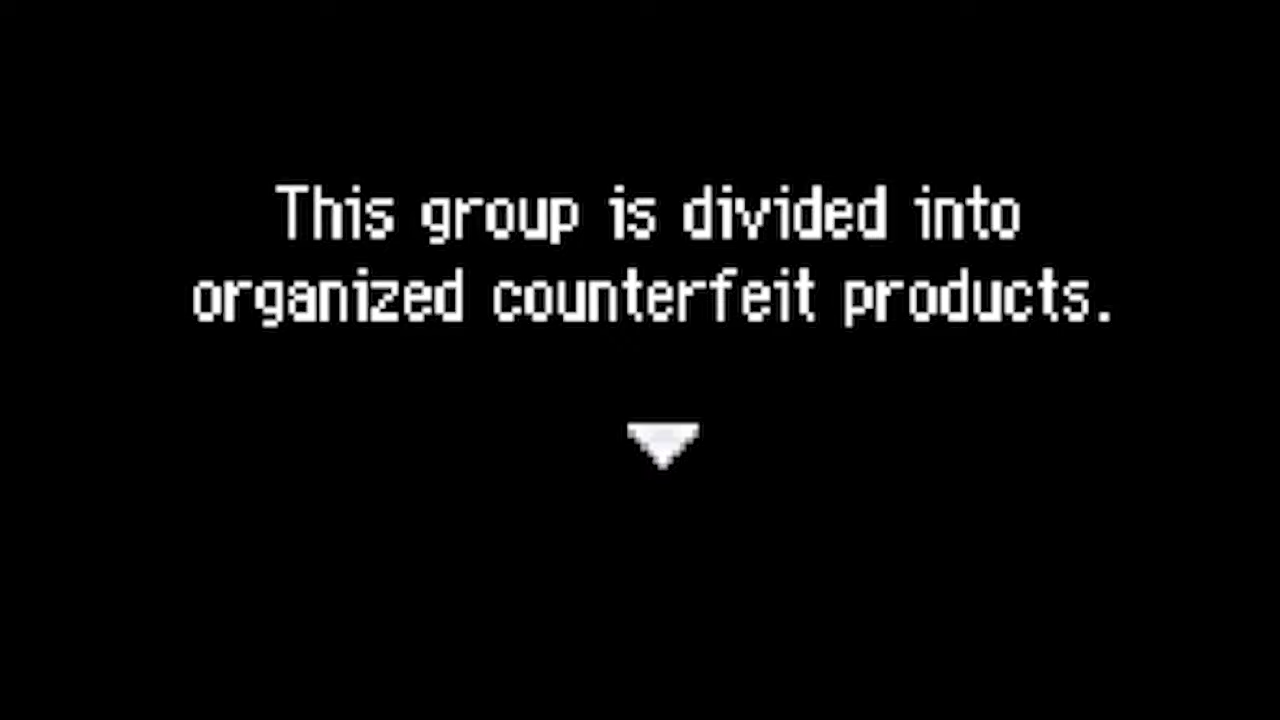 This group is divided into
organized counterfeit products.